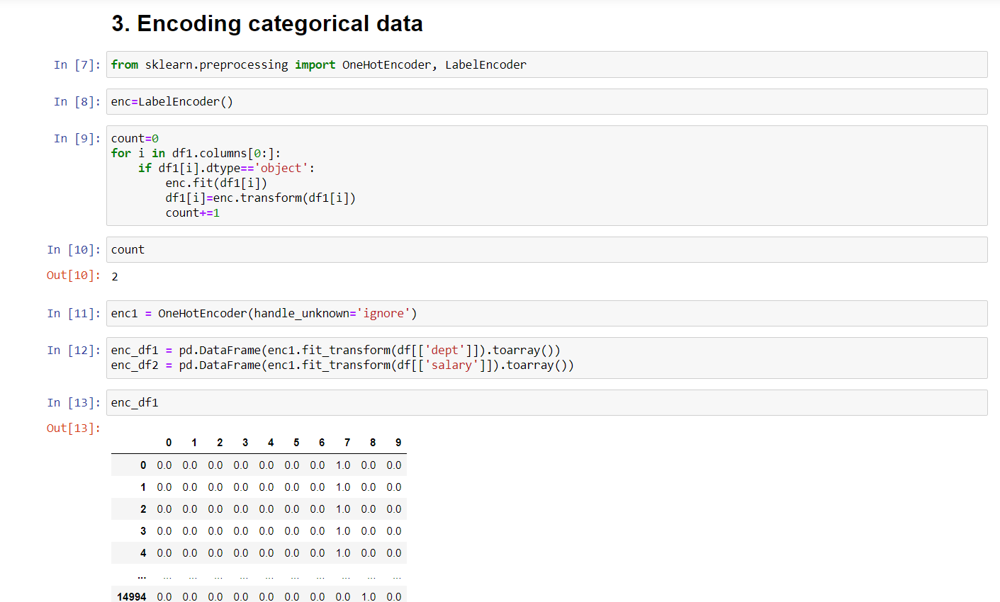 3. Encoding categorical data
In [7]: from sklearn.preprocessing import OneHotEncoder, LabelEncoder
In [8]: enc=LabelEncoder()
In [9]: count=0
for i in df1.columns[0:]:
    if df1[i].dtype=='object':
        enc.fit(df1[i])
        df1[i]=enc.transform(df1[i])
        count+=1
In [10]: count
Out[10]: 2
In [11]: enc1 = OneHotEncoder(handle_unknown='ignore')
In [12]: enc_df1 = pd.DataFrame(enc1.fit_transform(df[['dept']]).toarray())
enc_df2 = pd.DataFrame(enc1.fit_transform(df[['salary']]).toarray())
In [13]: enc_df1
Out[13]:
0 1 2 3 4 5 6 7 8 9
0 0.0 0.0 0.0 0.0 0.0 0.0 0.0 1.0 0.0 0.0
1 0.0 0.0 0.0 0.0 0.0 0.0 0.0 1.0 0.0 0.0
2 0.0 0.0 0.0 0.0 0.0 0.0 0.0 1.0 0.0 0.0
3 0.0 0.0 0.0 0.0 0.0 0.0 0.0 1.0 0.0 0.0
4 0.0 0.0 0.0 0.0 0.0 0.0 0.0 1.0 0.0 0.0
... ... ... ... ... ... ... ... ... ... ...
14994 0.0 0.0 0.0 0.0 0.0 0.0 0.0 0.0 1.0 0.0